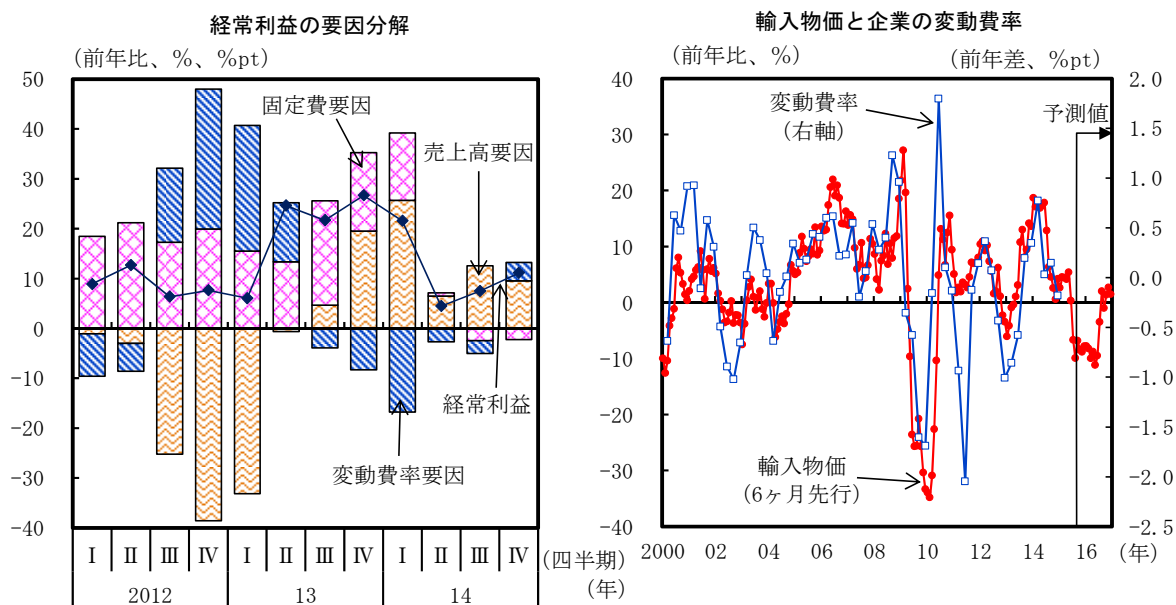 経常利益の要因分解
(前年比、%、%pt)
50
40
30
20
10
0
-10
-20
-30
-40
固定費要因
売上高要因
経常利益
変動費率要因
Ⅰ Ⅱ Ⅲ Ⅳ Ⅰ Ⅱ Ⅲ Ⅳ Ⅰ Ⅱ Ⅲ Ⅳ (四半期)
2012 13 14 (年)
輸入物価と企業の変動費率
(前年比、%) (前年差、%pt)
40
30
20
10
0
-10
-20
-30
-40
変動費率
(右軸)
予測値
輸入物価
(6ヶ月先行)
2.0
1.5
1.0
0.5
0.0
-0.5
-1.0
-1.5
-2.0
-2.5
2000 02 04 06 08 10 12 14 16 (年)